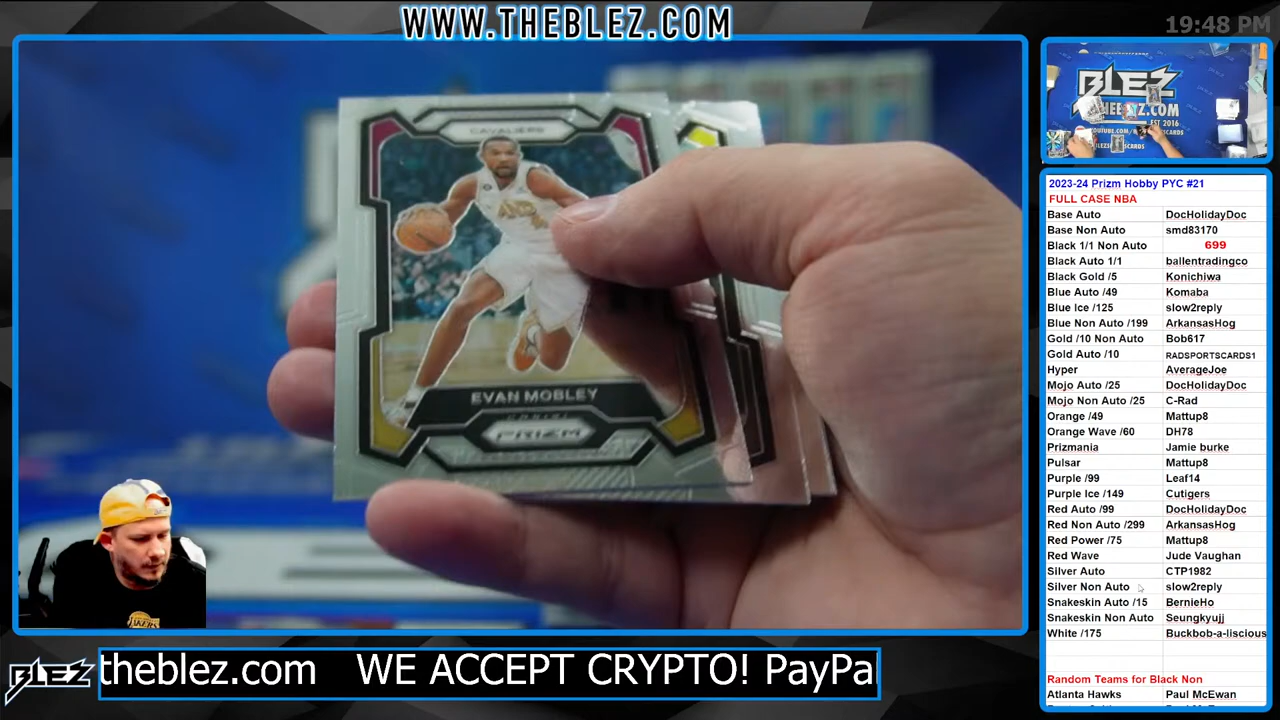 WWW.THEBLEZ.COM
19:48 PM
CAVALIERS
EVAN MOBLEY
PANINI
PRIZM
BLEZ
THEBLEZ.COM
EST 2016
2023-24 Prizm Hobby PYC #21
FULL CASE NBA
Base Auto DocHolidayDoc
Base Non Auto smd83170
Black 1/1 Non Auto 699
Black Auto 1/1 ballentradingco
Black Gold /5 Konichiwa
Blue Auto /49 Komaba
Blue Ice /125 slow2reply
Blue Non Auto /199 ArkansasHog
Gold /10 Non Auto Bob617
Gold Auto /10 RADSPORTSCARDS1
Hyper AverageJoe
Mojo Auto /25 DocHolidayDoc
Mojo Non Auto /25 C-Rad
Orange /49 Mattup8
Orange Wave /60 DH78
Prizmania Jamie burke
Pulsar Mattup8
Purple /99 Leaf14
Purple Ice /149 Cutigers
Red Auto /99 DocHolidayDoc
Red Non Auto /299 ArkansasHog
Red Power /75 Mattup8
Red Wave Jude Vaughan
Silver Auto CTP1982
Silver Non Auto slow2reply
Snakeskin Auto /15 BernieHo
Snakeskin Non Auto Seungkyujj
White /175 Buckbob-a-liscious
Random Teams for Black Non
Atlanta Hawks Paul McEwan
BLEZ
theblez.com WE ACCEPT CRYPTO! PayPal